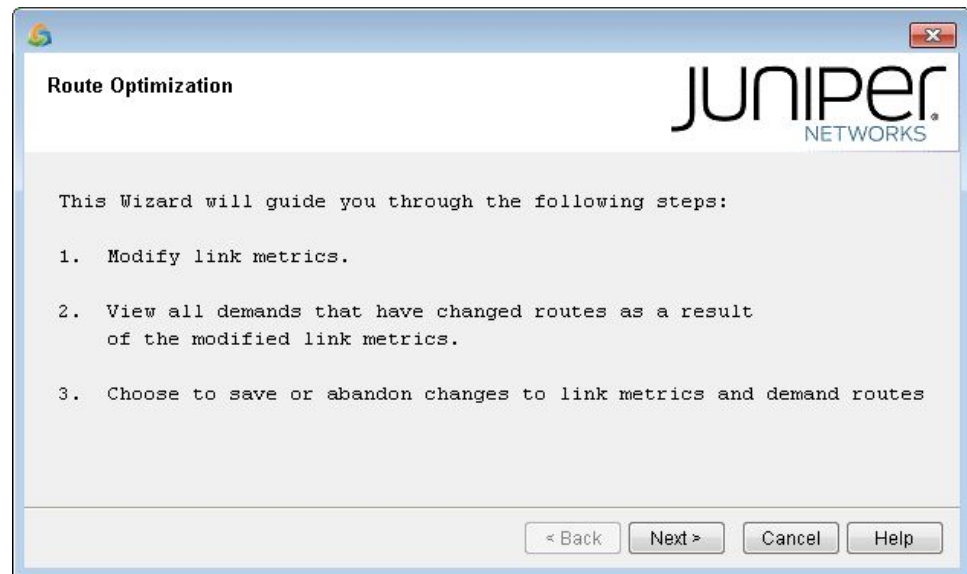 Route Optimization
JUNIPEr
NETWORKS
This Wizard will guide you through the following steps:
1. Modify link metrics.
2. View all demands that have changed routes as a result
of the modified link metrics.
3. Choose to save or abandon changes to link metrics and demand routes
< Back
Next >
Cancel
Help